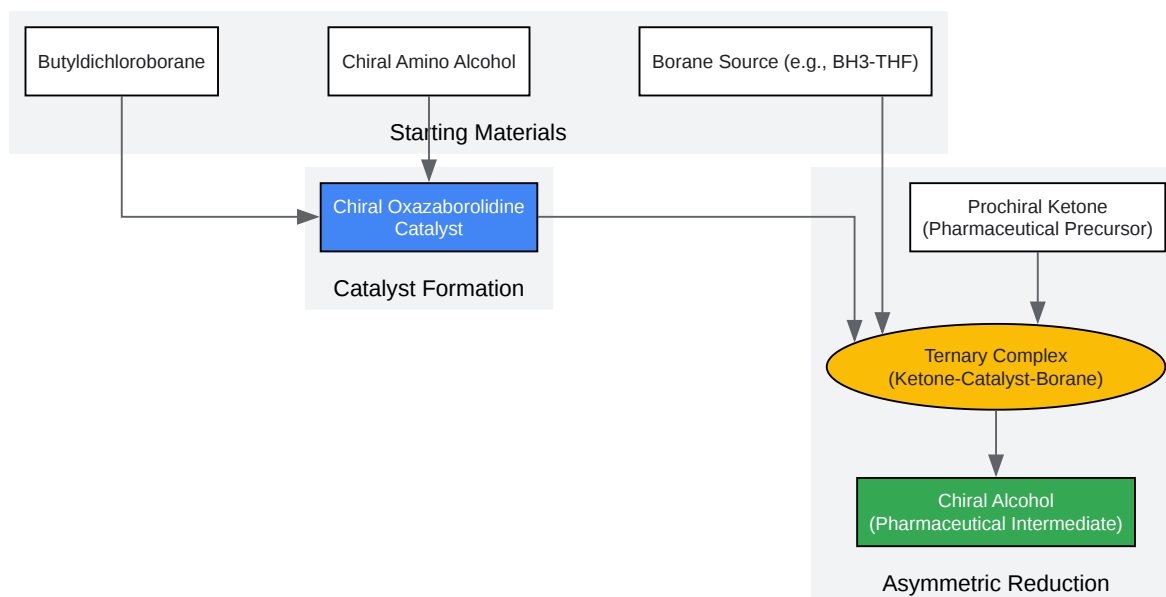 Butyldichloroborane
Chiral Amino Alcohol
Borane Source (e.g., BH3-THF)
Starting Materials
Chiral Oxazaborolidine
Catalyst
Catalyst Formation
Prochiral Ketone
(Pharmaceutical Precursor)
Ternary Complex
(Ketone-Catalyst-Borane)
Chiral Alcohol
(Pharmaceutical Intermediate)
Asymmetric Reduction